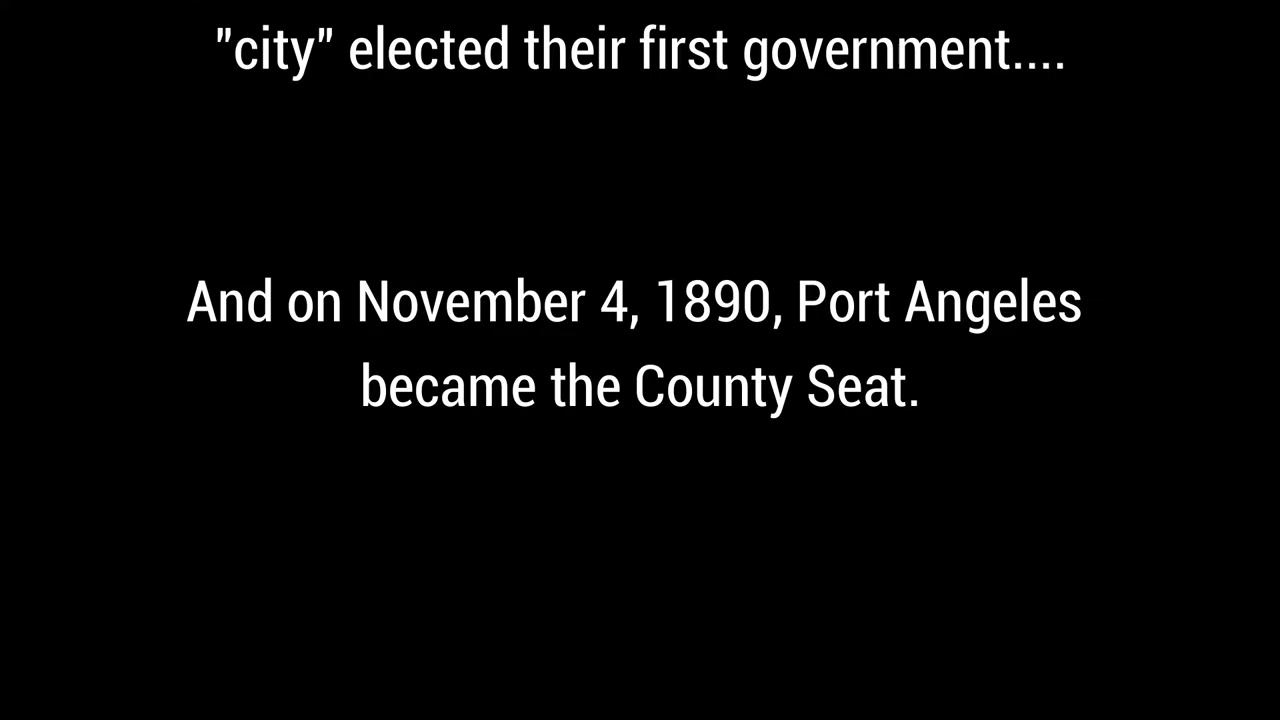 "city" elected their first government....
And on November 4, 1890, Port Angeles
became the County Seat.